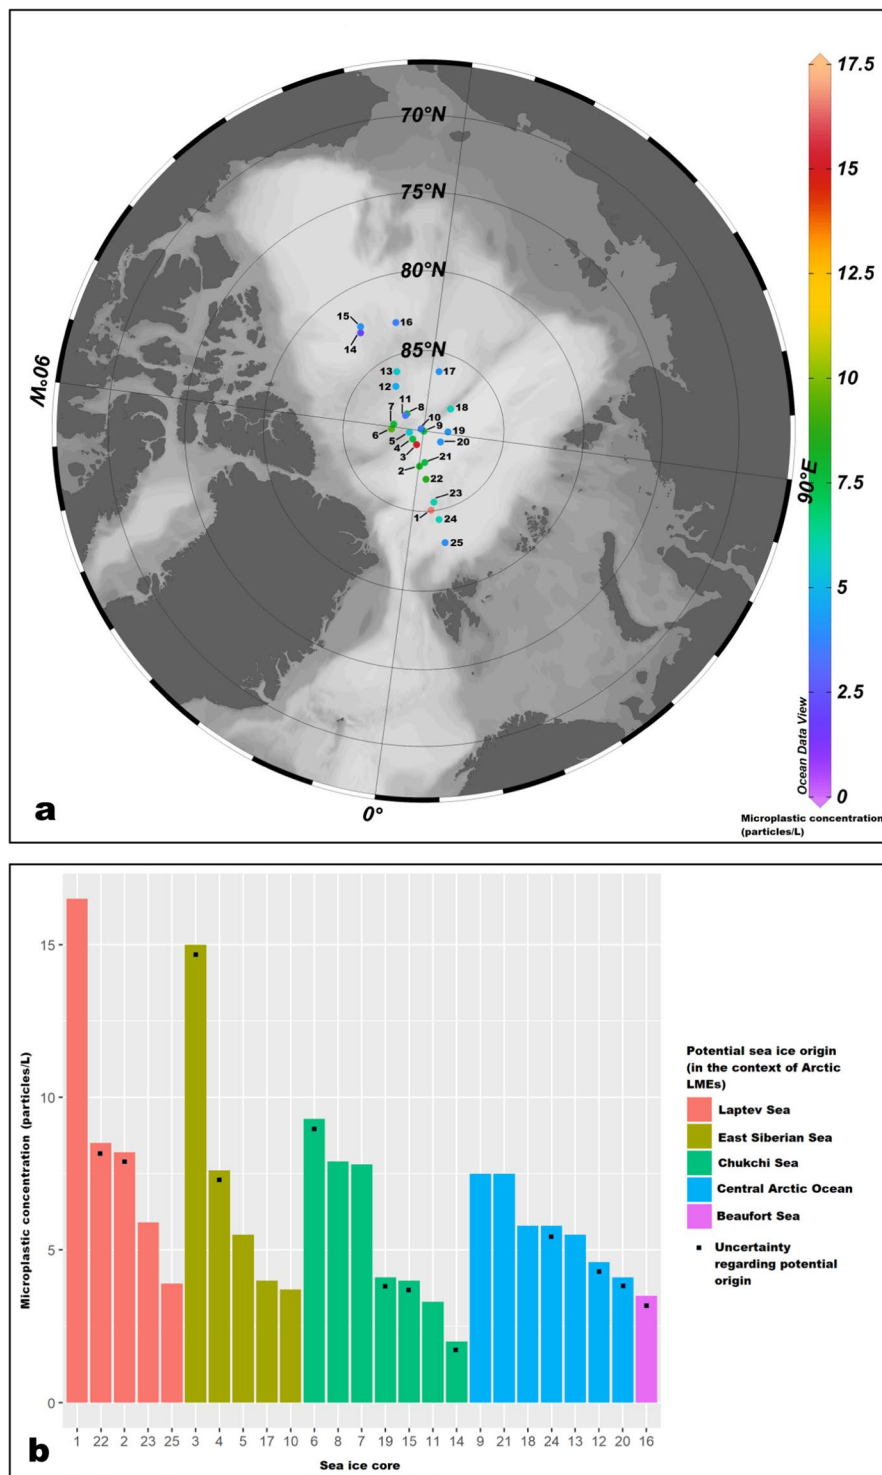 70°N
75°N
80°N
85°N
90°W
90°E
0°
15
14
16
13
12
17
11
8
7
18
10
6
9
19
5
4
20
3
2
21
22
1
23
24
25
17.5
15
12.5
10
7.5
5
2.5
0
Ocean Data View
Microplastic concentration
(particles/L)
a
Microplastic concentration (particles/L)
15
10
5
0
1 22 2 23 25 3 4 5 17 10 6 8 7 19 15 11 14 9 21 18 24 13 12 20 16
Sea ice core
Potential sea ice origin
(in the context of Arctic
LMEs)
Laptev Sea
East Siberian Sea
Chukchi Sea
Central Arctic Ocean
Beaufort Sea
Uncertainty
regarding potential
origin
b